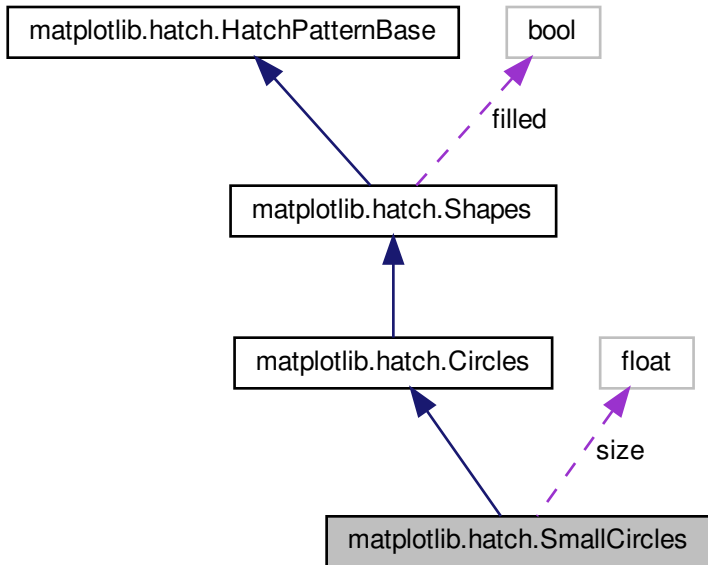 matplotlib.hatch.HatchPatternBase
bool
filled
matplotlib.hatch.Shapes
matplotlib.hatch.Circles
float
size
matplotlib.hatch.SmallCircles